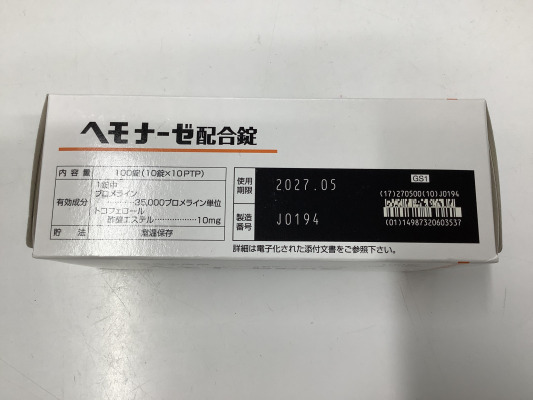 ヘモナーゼ配合錠
内容量 100錠(10錠×10PTP)
有効成分
1錠中
ブロメライン
………35,000ブロメライン単位
トコフェロール
酢酸エステル………………10mg
貯法 室温保存
使用期限 2027.05
製造番号 J0194
GS1
(17)270500(10)J0194
(01)14987320603537
詳細は電子化された添付文書をご参照下さい。